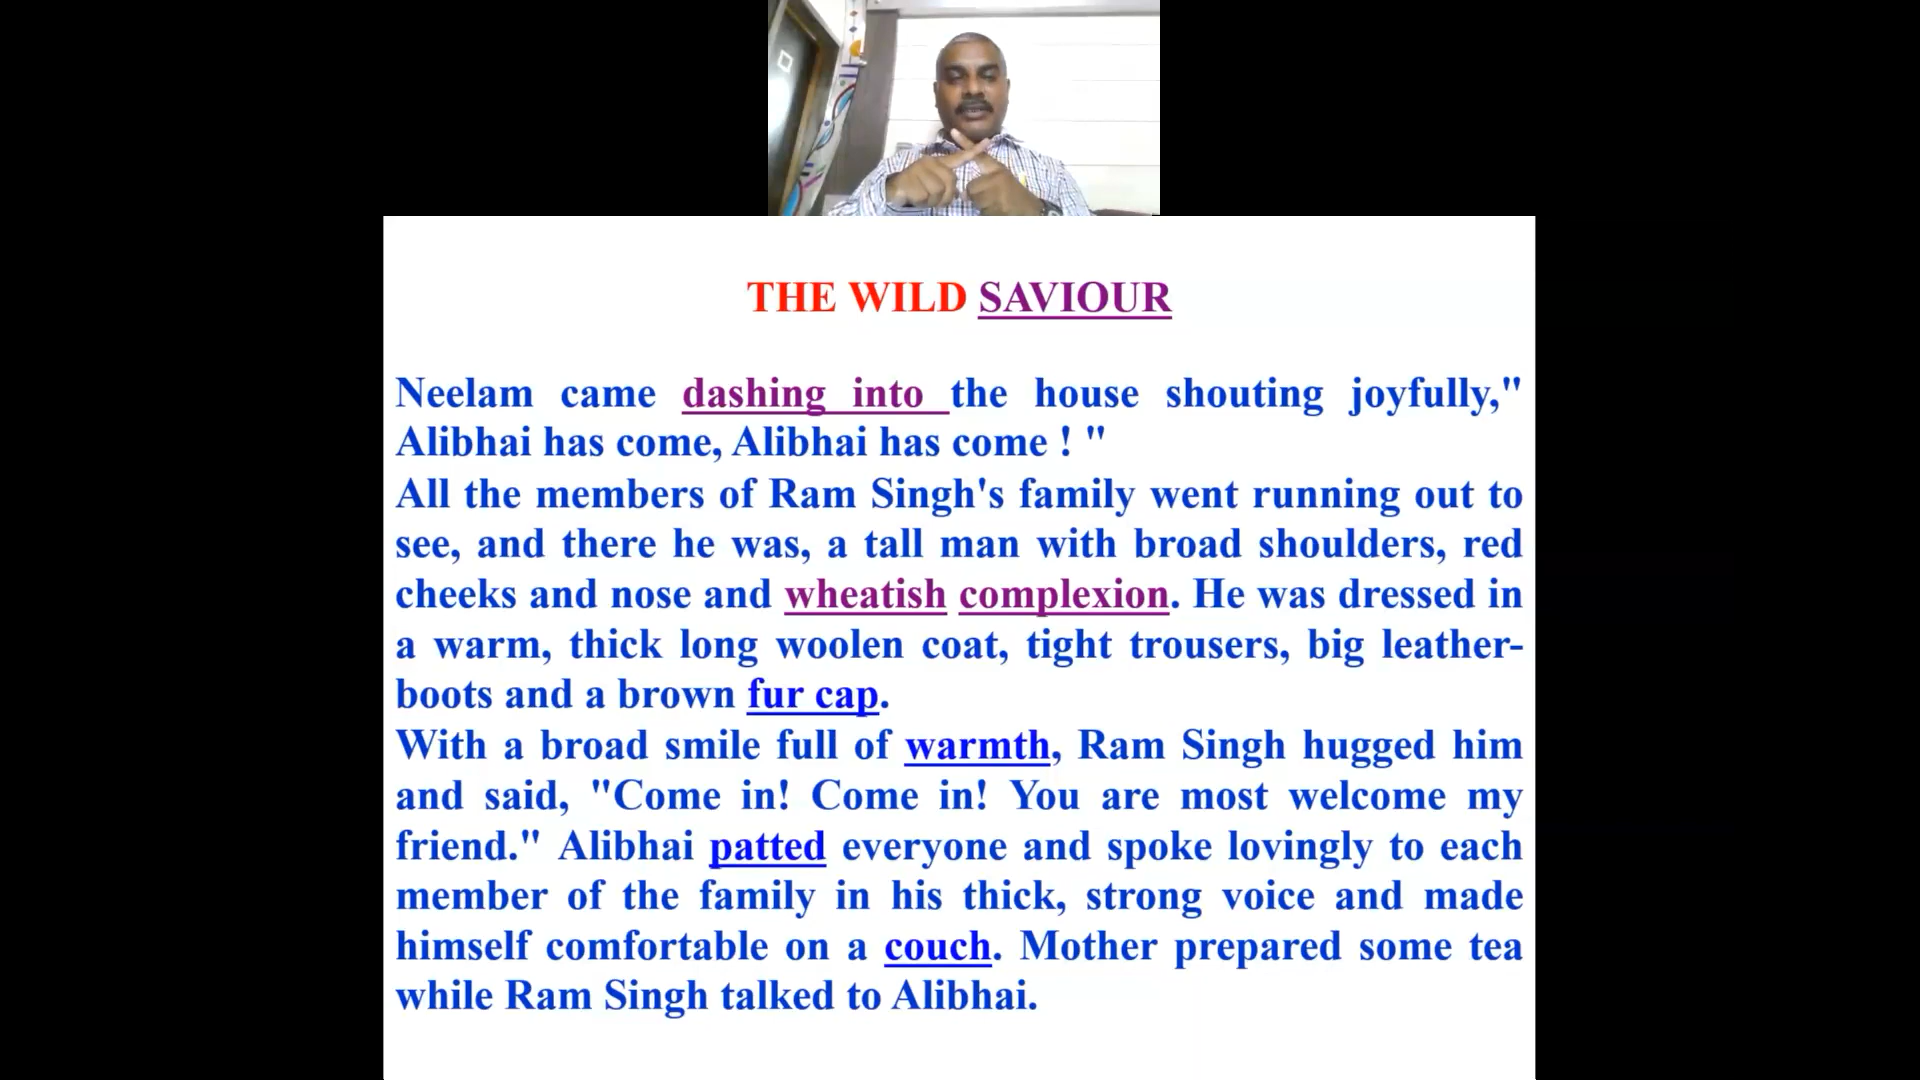 THE WILD SAVIOUR
Neelam came dashing into the house shouting joyfully,"
Alibhai has come, Alibhai has come ! "
All the members of Ram Singh's family went running out to
see, and there he was, a tall man with broad shoulders, red
cheeks and nose and wheatish complexion. He was dressed in
a warm, thick long woolen coat, tight trousers, big leather-
boots and a brown fur cap.
With a broad smile full of warmth, Ram Singh hugged him
and said, "Come in! Come in! You are most welcome my
friend." Alibhai patted everyone and spoke lovingly to each
member of the family in his thick, strong voice and made
himself comfortable on a couch. Mother prepared some tea
while Ram Singh talked to Alibhai.